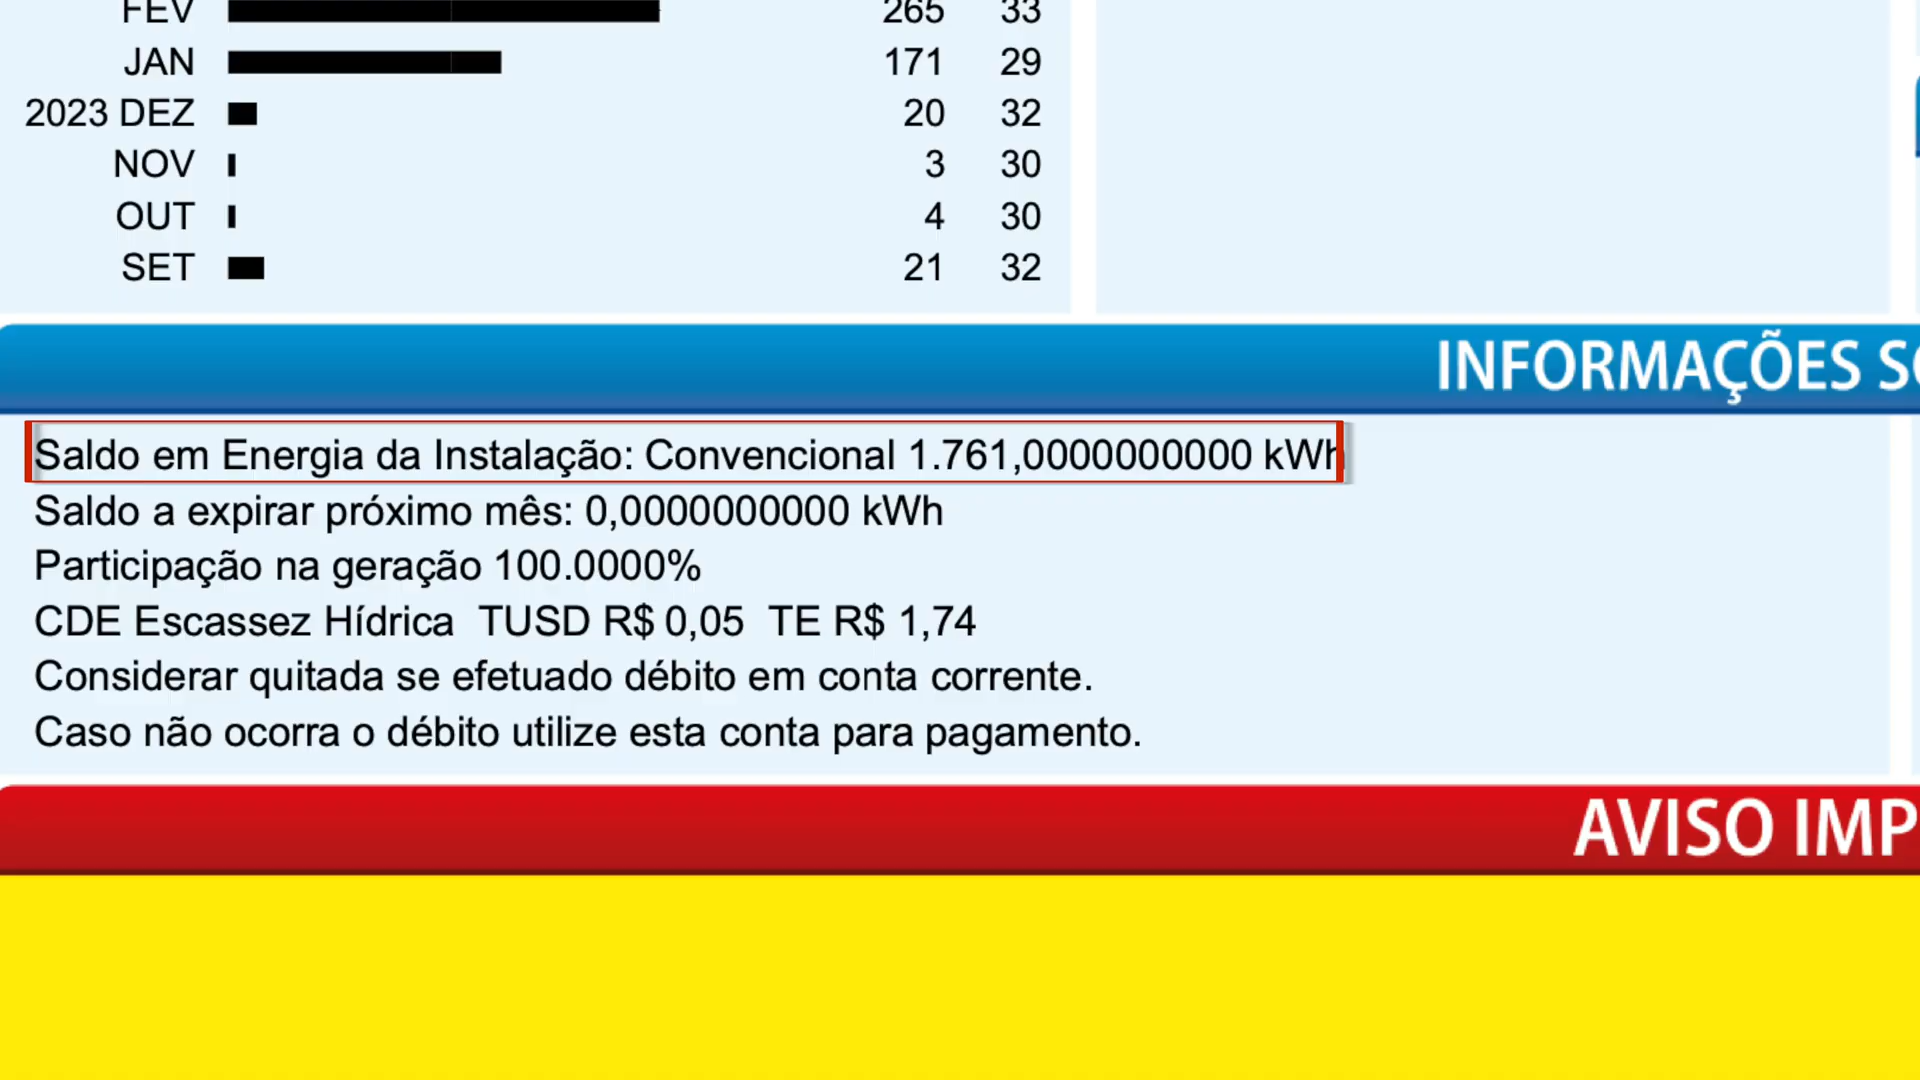 FEV 265 33
JAN 171 29
2023 DEZ 20 32
NOV 3 30
OUT 4 30
SET 21 32
INFORMAÇÕES
Saldo em Energia da Instalação: Convencional 1.761,0000000000 kWh
Saldo a expirar próximo mês: 0,0000000000 kWh
Participação na geração 100.0000%
CDE Escassez Hídrica TUSD R$ 0,05 TE R$ 1,74
Considerar quitada se efetuado débito em conta corrente.
Caso não ocorra o débito utilize esta conta para pagamento.
AVISO IMP